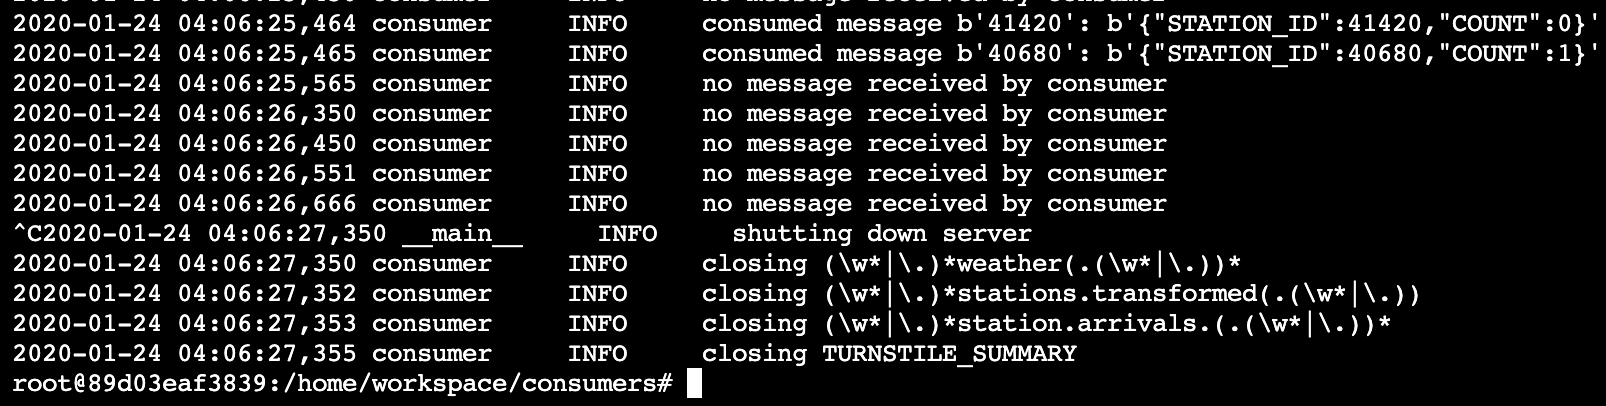 no message received by consumer
2020-01-24 04:06:25,464 consumer     INFO     consumed message b'41420': b'{"STATION_ID":41420,"COUNT":0}'
2020-01-24 04:06:25,465 consumer     INFO     consumed message b'40680': b'{"STATION_ID":40680,"COUNT":1}'
2020-01-24 04:06:25,565 consumer     INFO     no message received by consumer
2020-01-24 04:06:26,350 consumer     INFO     no message received by consumer
2020-01-24 04:06:26,450 consumer     INFO     no message received by consumer
2020-01-24 04:06:26,551 consumer     INFO     no message received by consumer
2020-01-24 04:06:26,666 consumer     INFO     no message received by consumer
^C2020-01-24 04:06:27,350 __main__     INFO     shutting down server
2020-01-24 04:06:27,350 consumer     INFO     closing (\w*|\.)*weather(.(\w*|\.))*
2020-01-24 04:06:27,352 consumer     INFO     closing (\w*|\.)*stations.transformed(.(\w*|\.))
2020-01-24 04:06:27,353 consumer     INFO     closing (\w*|\.)*station.arrivals.(.(\w*|\.))*
2020-01-24 04:06:27,355 consumer     INFO     closing TURNSTILE_SUMMARY
root@89d03eaf3839:/home/workspace/consumers#